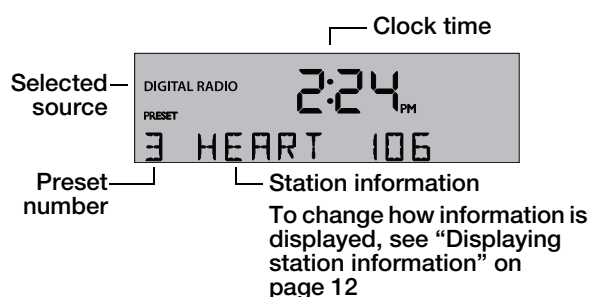 Clock time
Selected
source
DIGITAL RADIO
2:24 PM
PRESET
3 HEART 106
Preset
number
Station information
To change how information is
displayed, see “Displaying
station information” on
page 12